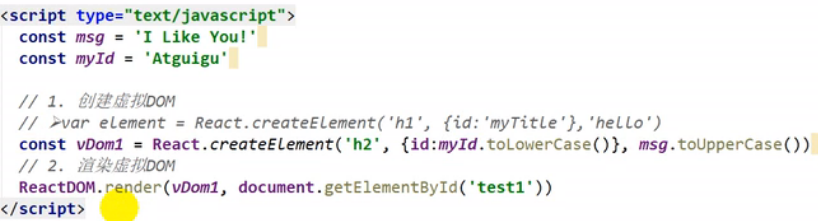 <script type="text/javascript">
const msg = 'I Like You!'
const myId = 'Atguigu'
// 1. 创建虚拟DOM
// ➢var element = React.createElement('h1', {id:'myTitle'},'hello')
const vDom1 = React.createElement('h2', {id:myId.toLowerCase()}, msg.toUpperCase())
// 2. 渲染虚拟DOM
ReactDOM.render(vDom1, document.getElementById('test1'))
</script>